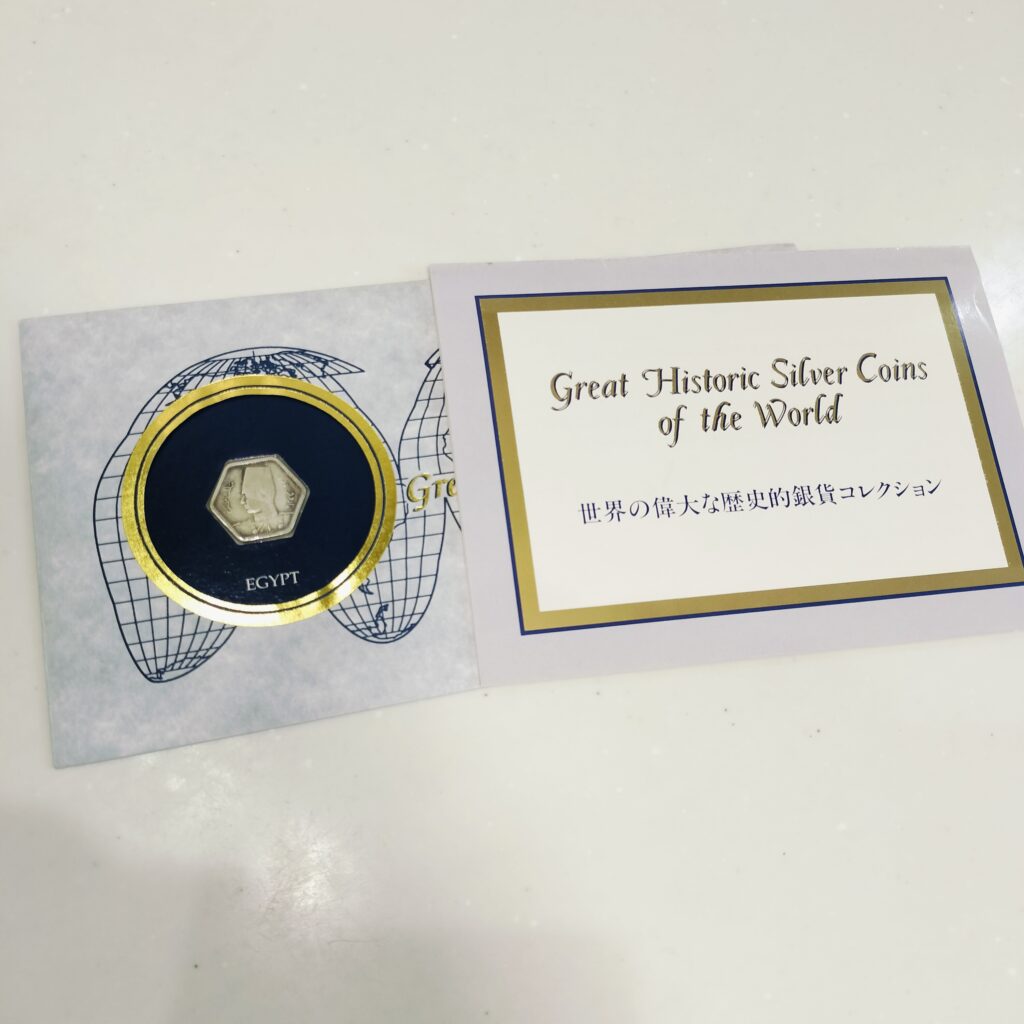 EGYPT
Gre
Great Historic Silver Coins
of the World
世界の偉大な歴史的銀貨コレクション